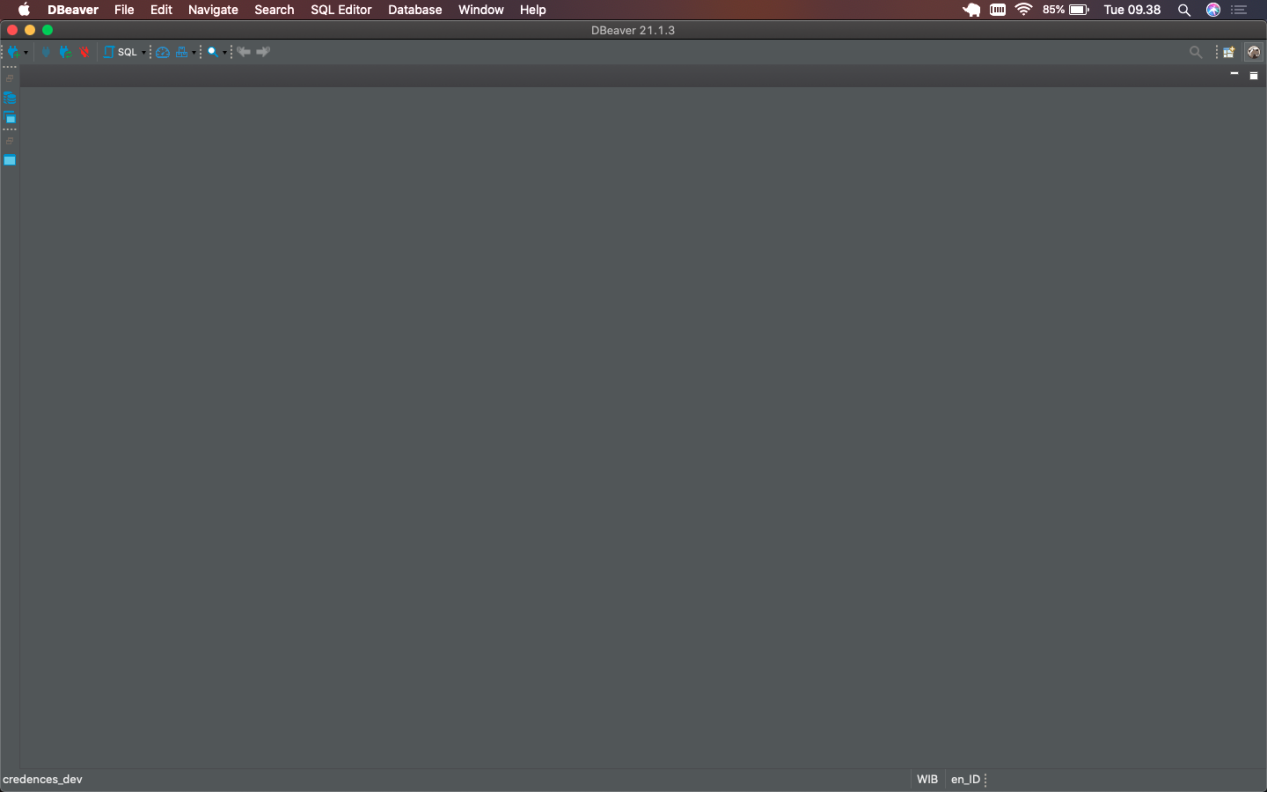 DBeaver File Edit Navigate Search SQL Editor Database Window Help 85% Tue 09.38
DBeaver 21.1.3
SQL
credences_dev WIB en_ID